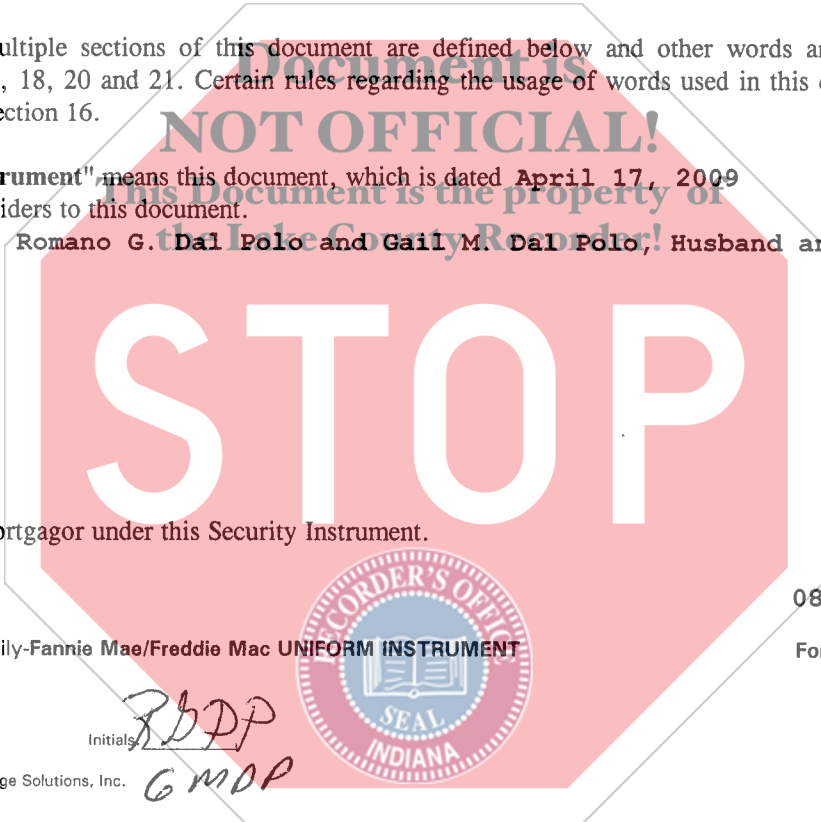 ultiple sections of this document are defined below and other words ar
, 18, 20 and 21. Certain rules regarding the usage of words used in this
ection 16.
Document is
NOT OFFICIAL!
This Document is the property of
the Lake County Recorder!
rument" means this document, which is dated April 17, 2009
iders to this document.
Romano G. Dal Polo and Gail M. Dal Polo, Husband an
STOP
ortgagor under this Security Instrument.
RECORDER'S OFFICE
SEAL
INDIANA
08
ily-Fannie Mae/Freddie Mac UNIFORM INSTRUMENT
For
Initials: RGDP
ge Solutions, Inc. GMDP